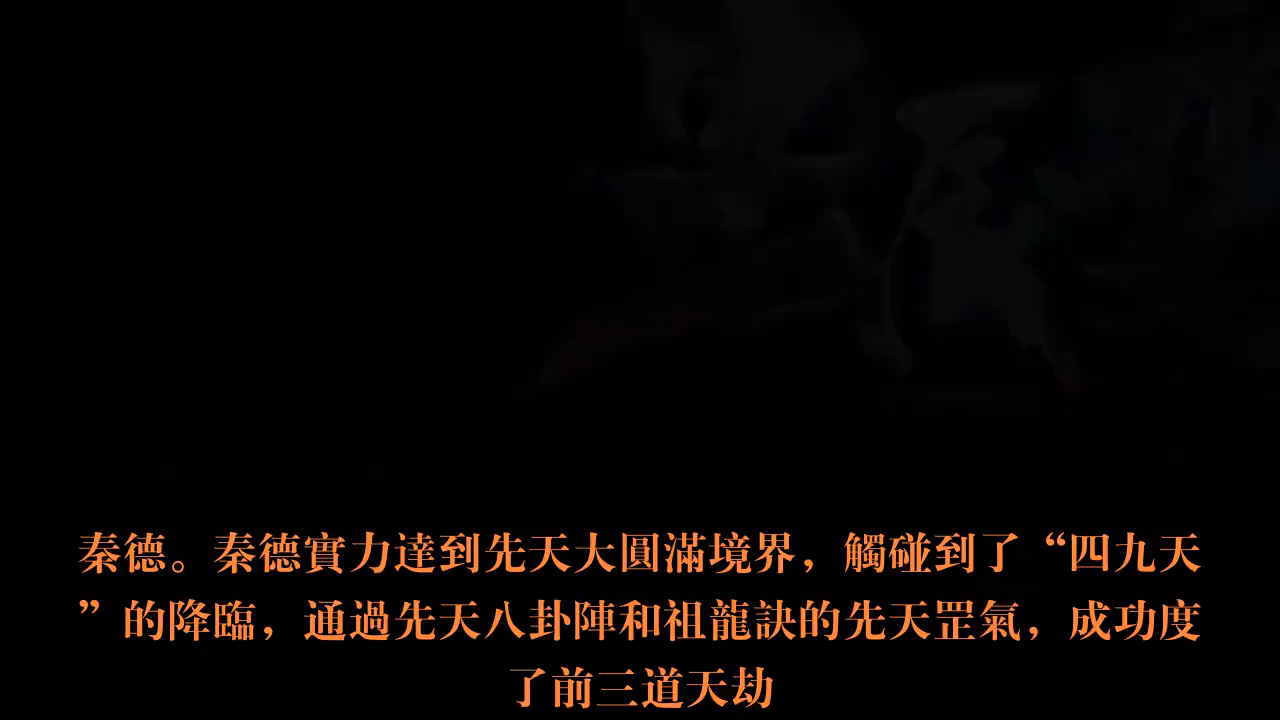 秦德。秦德實力達到先天大圓滿境界，觸碰到了“四九天
”的降臨，通過先天八卦陣和祖龍訣的先天罡氣，成功度
了前三道天劫